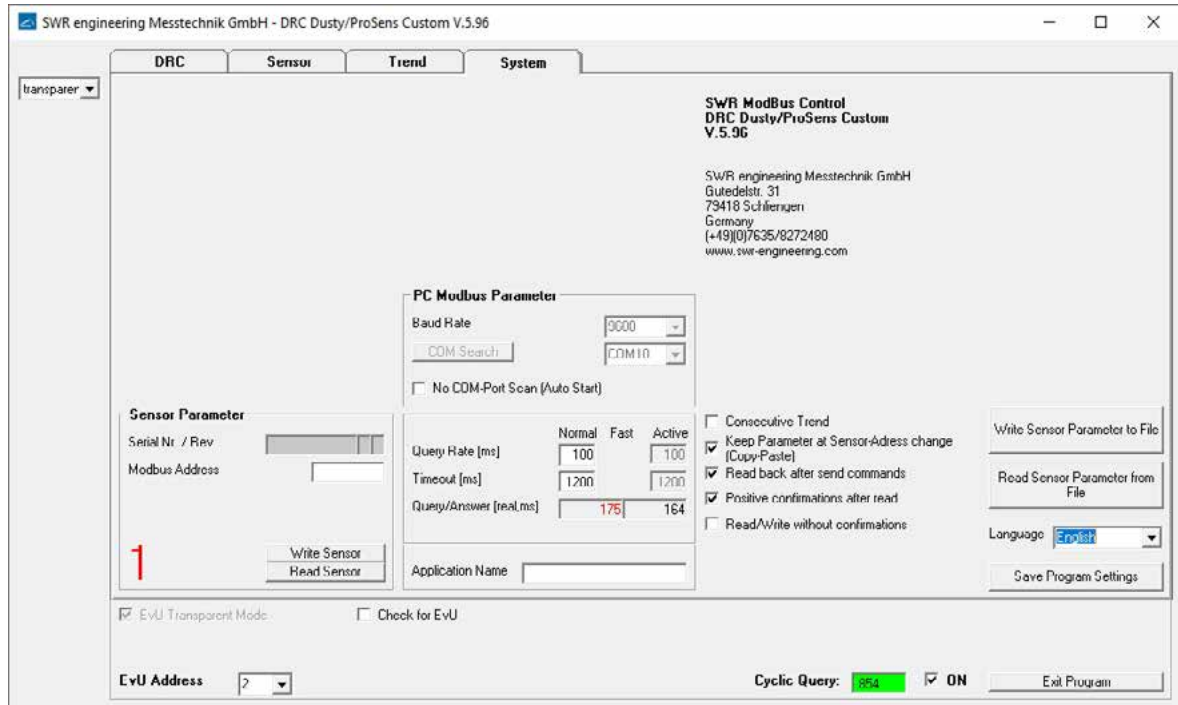 SWR engineering Messtechnik GmbH - DRC Dusty/ProSens Custom V.5.96
DRC Sensor Trend System
transparer
SWR ModBus Control
DRC Dusty/ProSens Custom
V.5.96
SWR engineering Messtechnik GmbH
Gutedelstr. 31
79418 Schliengen
Germany
(+49)(0)7635/8272480
www.swr-engineering.com
PC Modbus Parameter
Baud Rate 9600
COM Search COM10
No COM-Port Scan (Auto Start)
Sensor Parameter
Serial Nr. / Rev
Modbus Address
1
Write Sensor
Read Sensor
Normal Fast Active
Query Rate [ms] 100 100
Timeout [ms] 1200 1200
Query/Answer [real,ms] 175 164
Application Name
Consecutive Trend
Keep Parameter at Sensor-Adress change
(Copy-Paste)
Read back after send commands
Positive confirmations after read
Read/Write without confirmations
Write Sensor Parameter to File
Read Sensor Parameter from
File
Language English
Save Program Settings
EvU Transparent Mode Check for EvU
EvU Address 2
Cyclic Query: 854 ON Exit Program